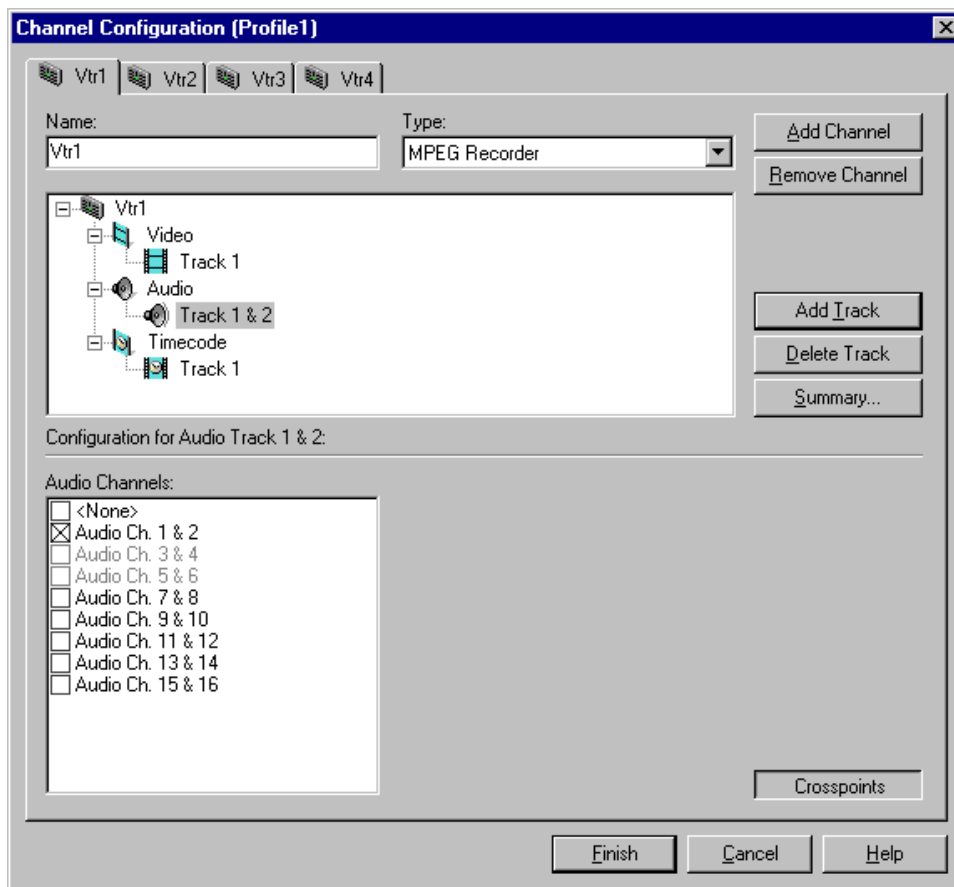 Channel Configuration (Profile1)
Vtr1 Vtr2 Vtr3 Vtr4
Name: Type:
Vtr1 MPEG Recorder
Add Channel
Remove Channel
Vtr1
Video
Track 1
Audio
Track 1 & 2
Timecode
Track 1
Add Track
Delete Track
Summary...
Configuration for Audio Track 1 & 2:
Audio Channels:
<None>
Audio Ch. 1 & 2
Audio Ch. 3 & 4
Audio Ch. 5 & 6
Audio Ch. 7 & 8
Audio Ch. 9 & 10
Audio Ch. 11 & 12
Audio Ch. 13 & 14
Audio Ch. 15 & 16
Crosspoints
Finish Cancel Help